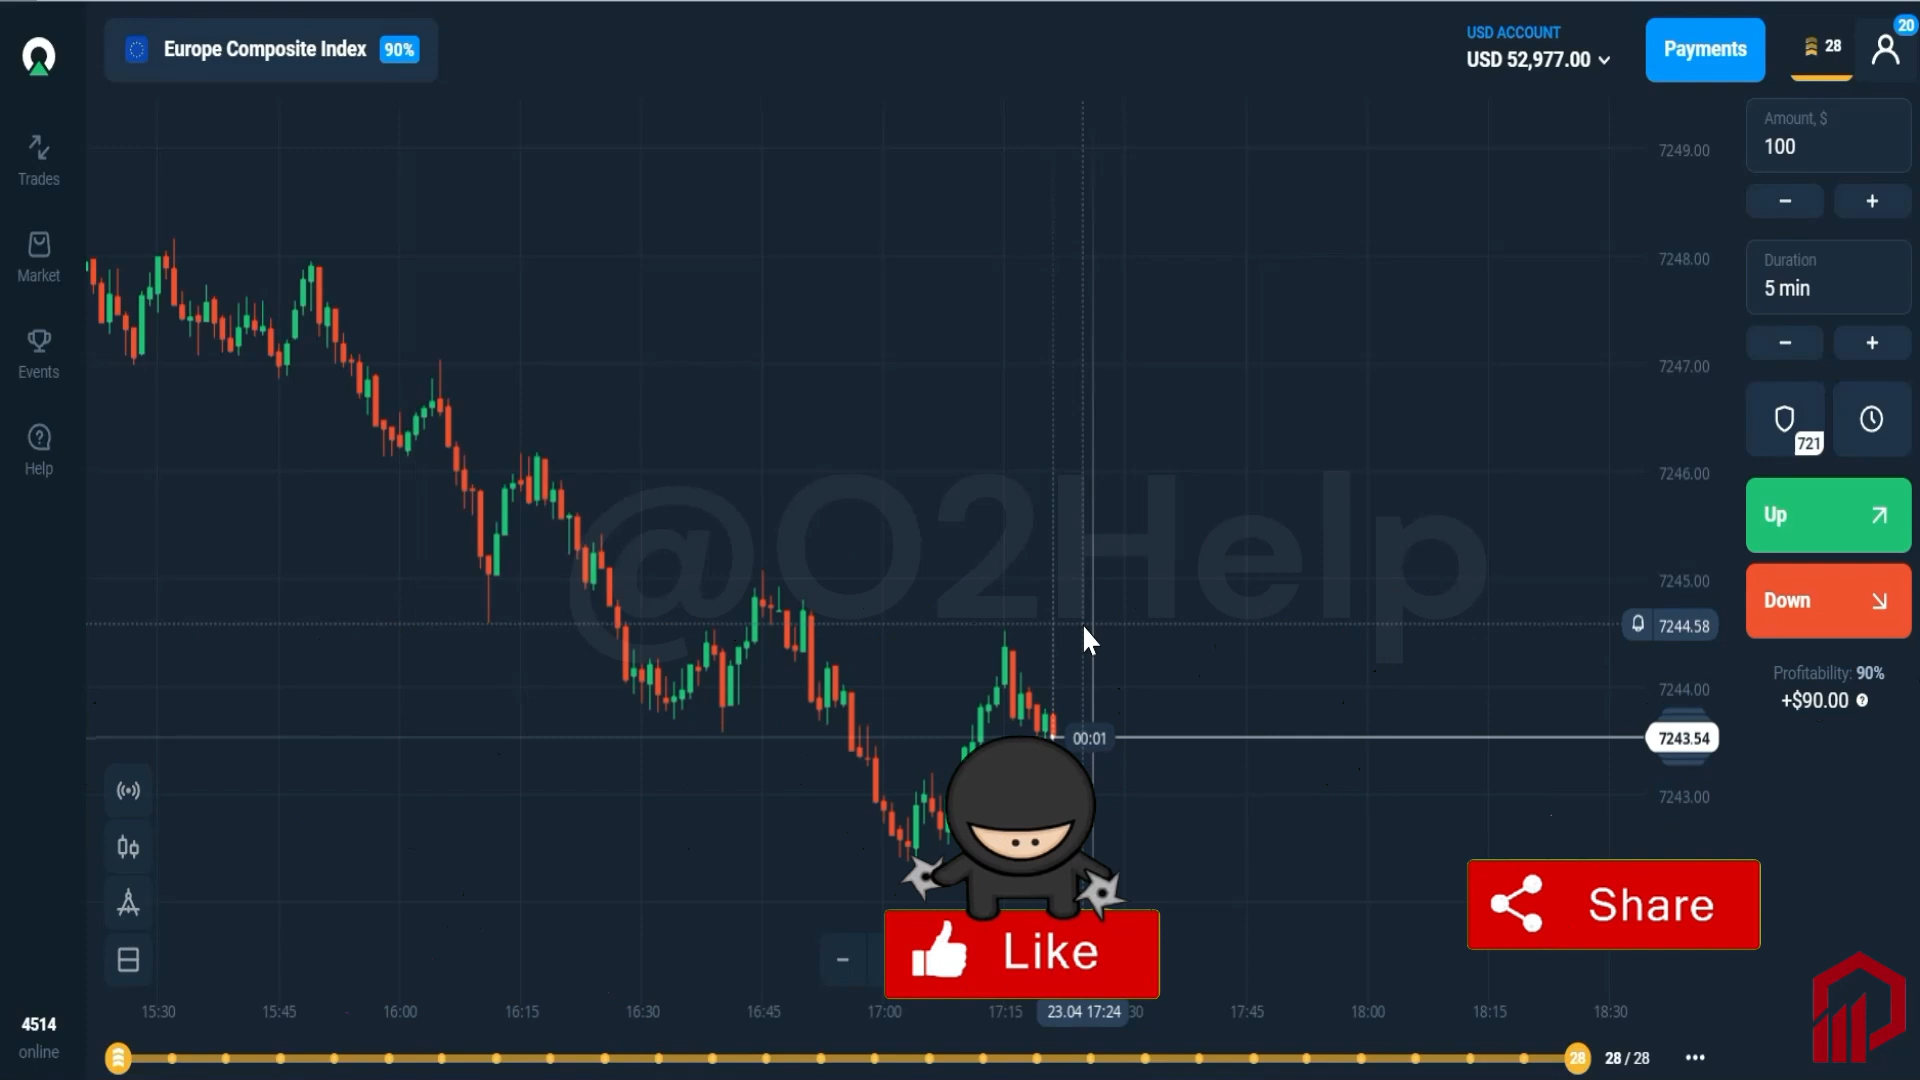 Europe Composite Index 90%
USD ACCOUNT
USD 52,977.00
Payments
28
20
Trades
Market
Events
Help
4514
online
@O2Help
7249.00
7248.00
7247.00
7246.00
7245.00
7244.58
7244.00
7243.54
7243.00
00:01
Amount, $
100
Duration
5 min
721
Up
Down
Profitability: 90%
+$90.00
Like
Share
15:30 15:45 16:00 16:15 16:30 16:45 17:00 17:15 23.04 17:24 30 17:45 18:00 18:15 18:30
28 28 / 28